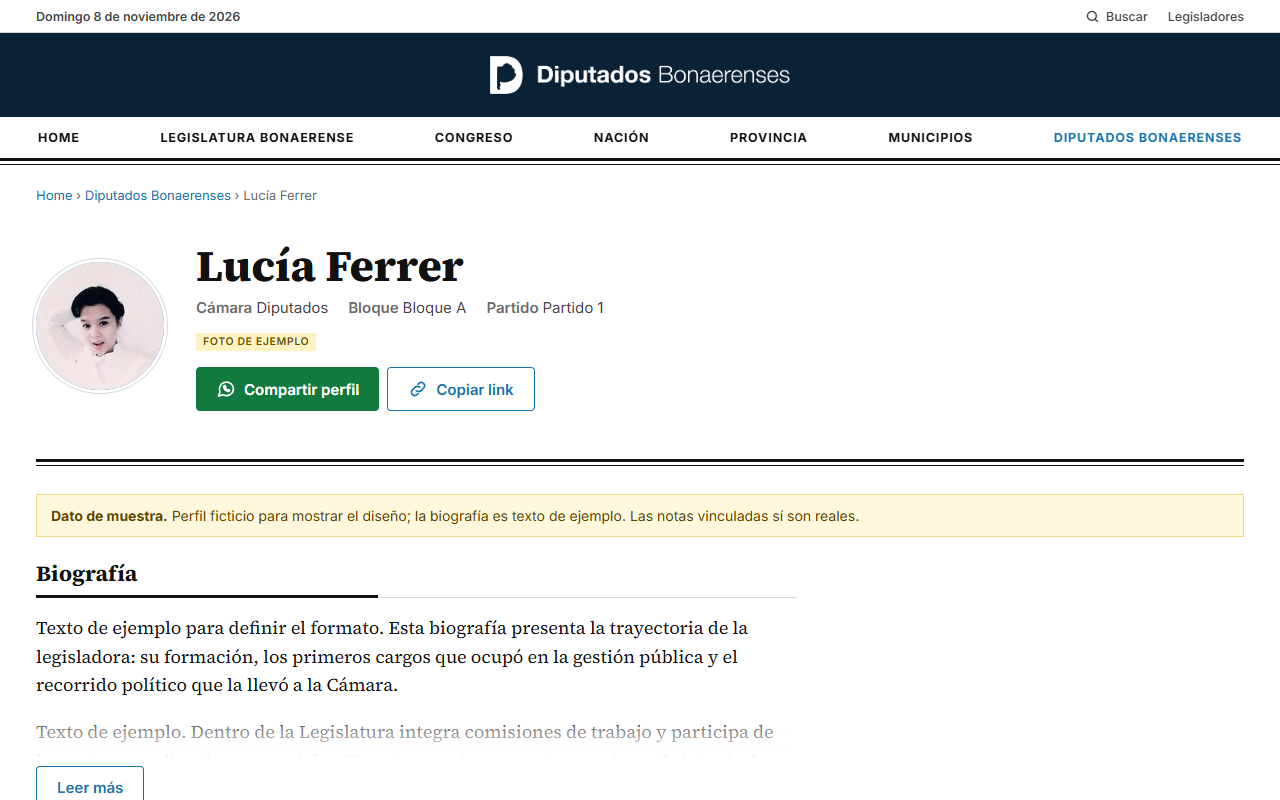 Domingo 8 de noviembre de 2026
Buscar Legisladores
Diputados Bonaerenses
HOME LEGISLATURA BONAERENSE CONGRESO NACIÓN PROVINCIA MUNICIPIOS DIPUTADOS BONAERENSES
Home › Diputados Bonaerenses › Lucía Ferrer
Lucía Ferrer
Cámara Diputados Bloque Bloque A Partido Partido 1
FOTO DE EJEMPLO
Compartir perfil Copiar link
Dato de muestra. Perfil ficticio para mostrar el diseño; la biografía es texto de ejemplo. Las notas vinculadas sí son reales.
Biografía
Texto de ejemplo para definir el formato. Esta biografía presenta la trayectoria de la
legisladora: su formación, los primeros cargos que ocupó en la gestión pública y el
recorrido político que la llevó a la Cámara.
Texto de ejemplo. Dentro de la Legislatura integra comisiones de trabajo y participa de
Leer más